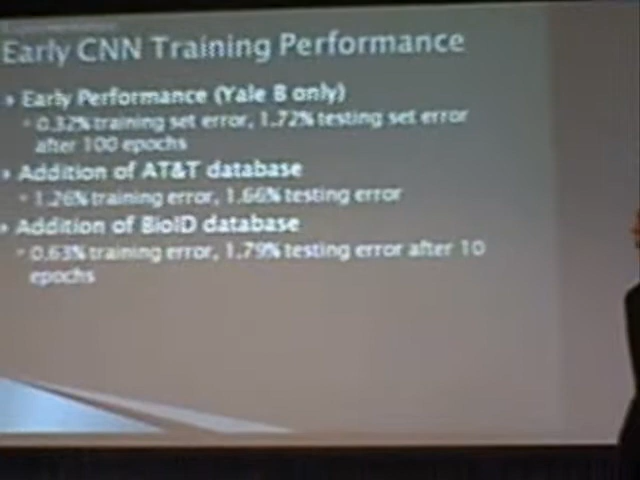 Early CNN Training Performance
Early Performance (Yale B only)
0.32% training set error, 1.72% testing set error
after 100 epochs
Addition of AT&T database
1.26% training error, 1.66% testing error
Addition of BioID database
0.63% training error, 1.79% testing error after 10
epochs